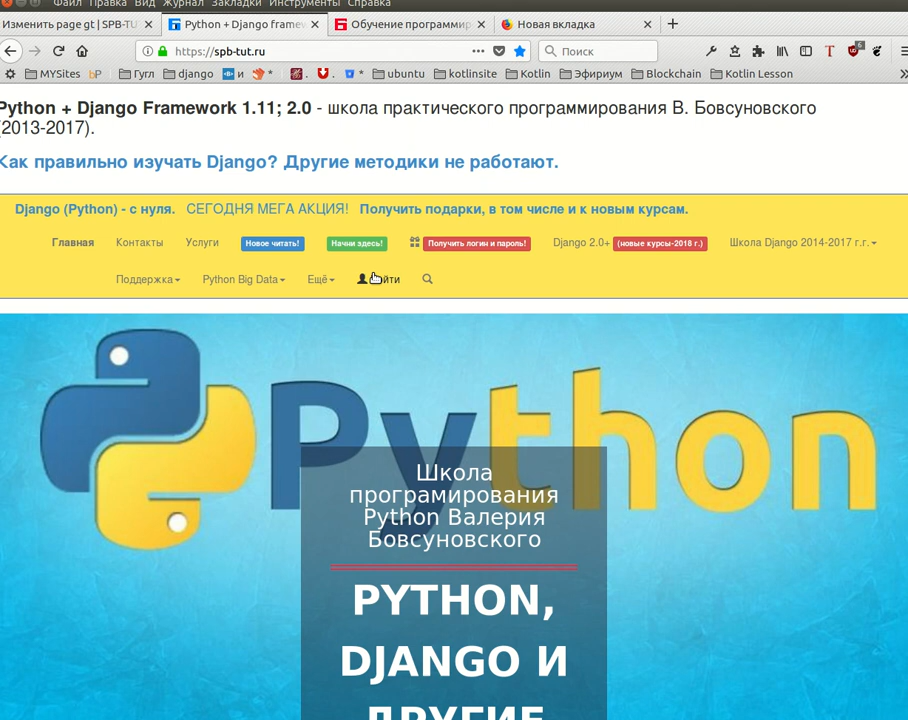 Файл Правка Вид Журнал Закладки Инструменты Справка
Изменить page gt | SPB-TU
Python + Django framew
Обучение программир
Новая вкладка
https://spb-tut.ru
Поиск
6
MYSites
bP
Гугл
django
и
ubuntu
kotlinsite
Kotlin
Эфириум
Blockchain
Kotlin Lesson
Python + Django Framework 1.11; 2.0 - школа практического программирования В. Бовсуновского
(2013-2017).
Как правильно изучать Django? Другие методики не работают.
Django (Python) - с нуля. СЕГОДНЯ МЕГА АКЦИЯ! Получить подарки, в том числе и к новым курсам.
Главная Контакты Услуги Новое читать! Начни здесь! Получить логин и пароль! Django 2.0+ (новые курсы-2018 г.) Школа Django 2014-2017 г.г.
Поддержка Python Big Data Ещё
Python
Школа
програмирования
Python Валерия
Бовсуновского
PYTHON,
DJANGO И
ДРУГИЕ